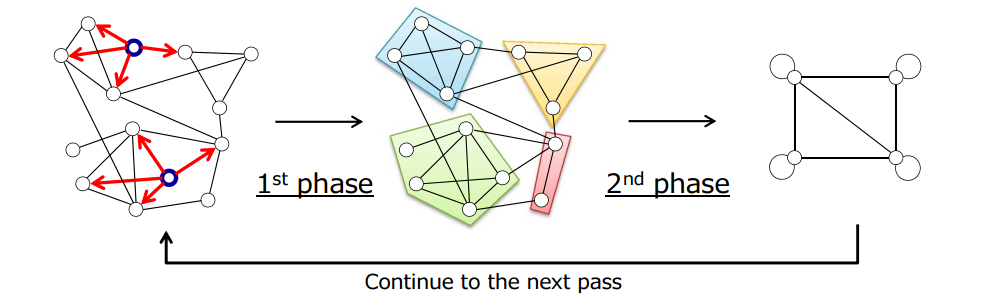 1st phase
2nd phase
Continue to the next pass